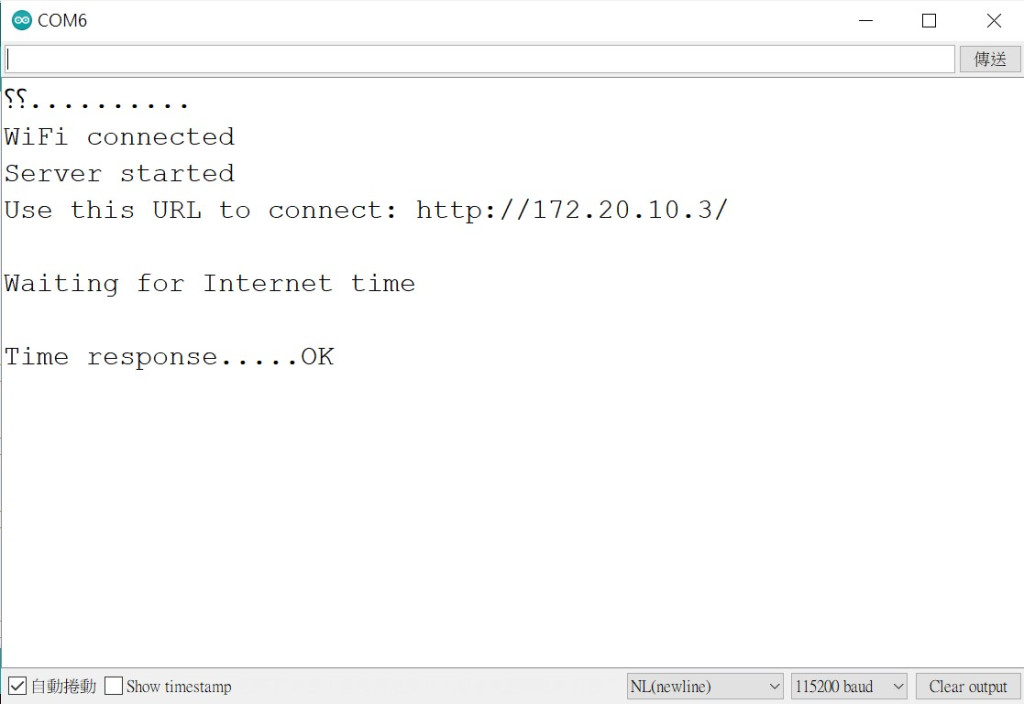 COM6
傳送
⸮⸮..........
WiFi connected
Server started
Use this URL to connect: http://172.20.10.3/
Waiting for Internet time
Time response.....OK
自動捲動 Show timestamp NL(newline) 115200 baud Clear output